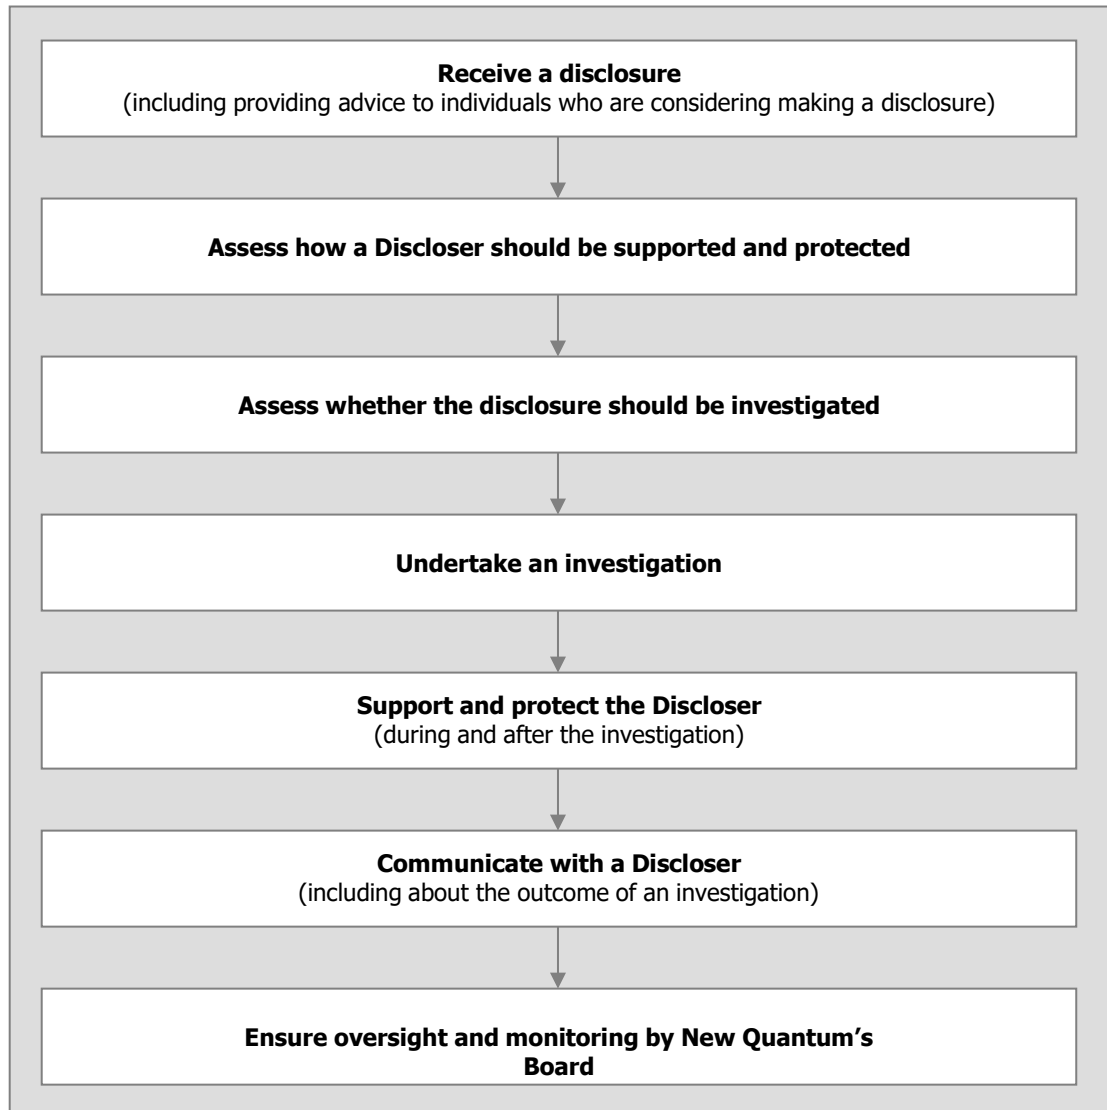 Receive a disclosure
(including providing advice to individuals who are considering making a disclosure)
Assess how a Discloser should be supported and protected
Assess whether the disclosure should be investigated
Undertake an investigation
Support and protect the Discloser
(during and after the investigation)
Communicate with a Discloser
(including about the outcome of an investigation)
Ensure oversight and monitoring by New Quantum’s
Board